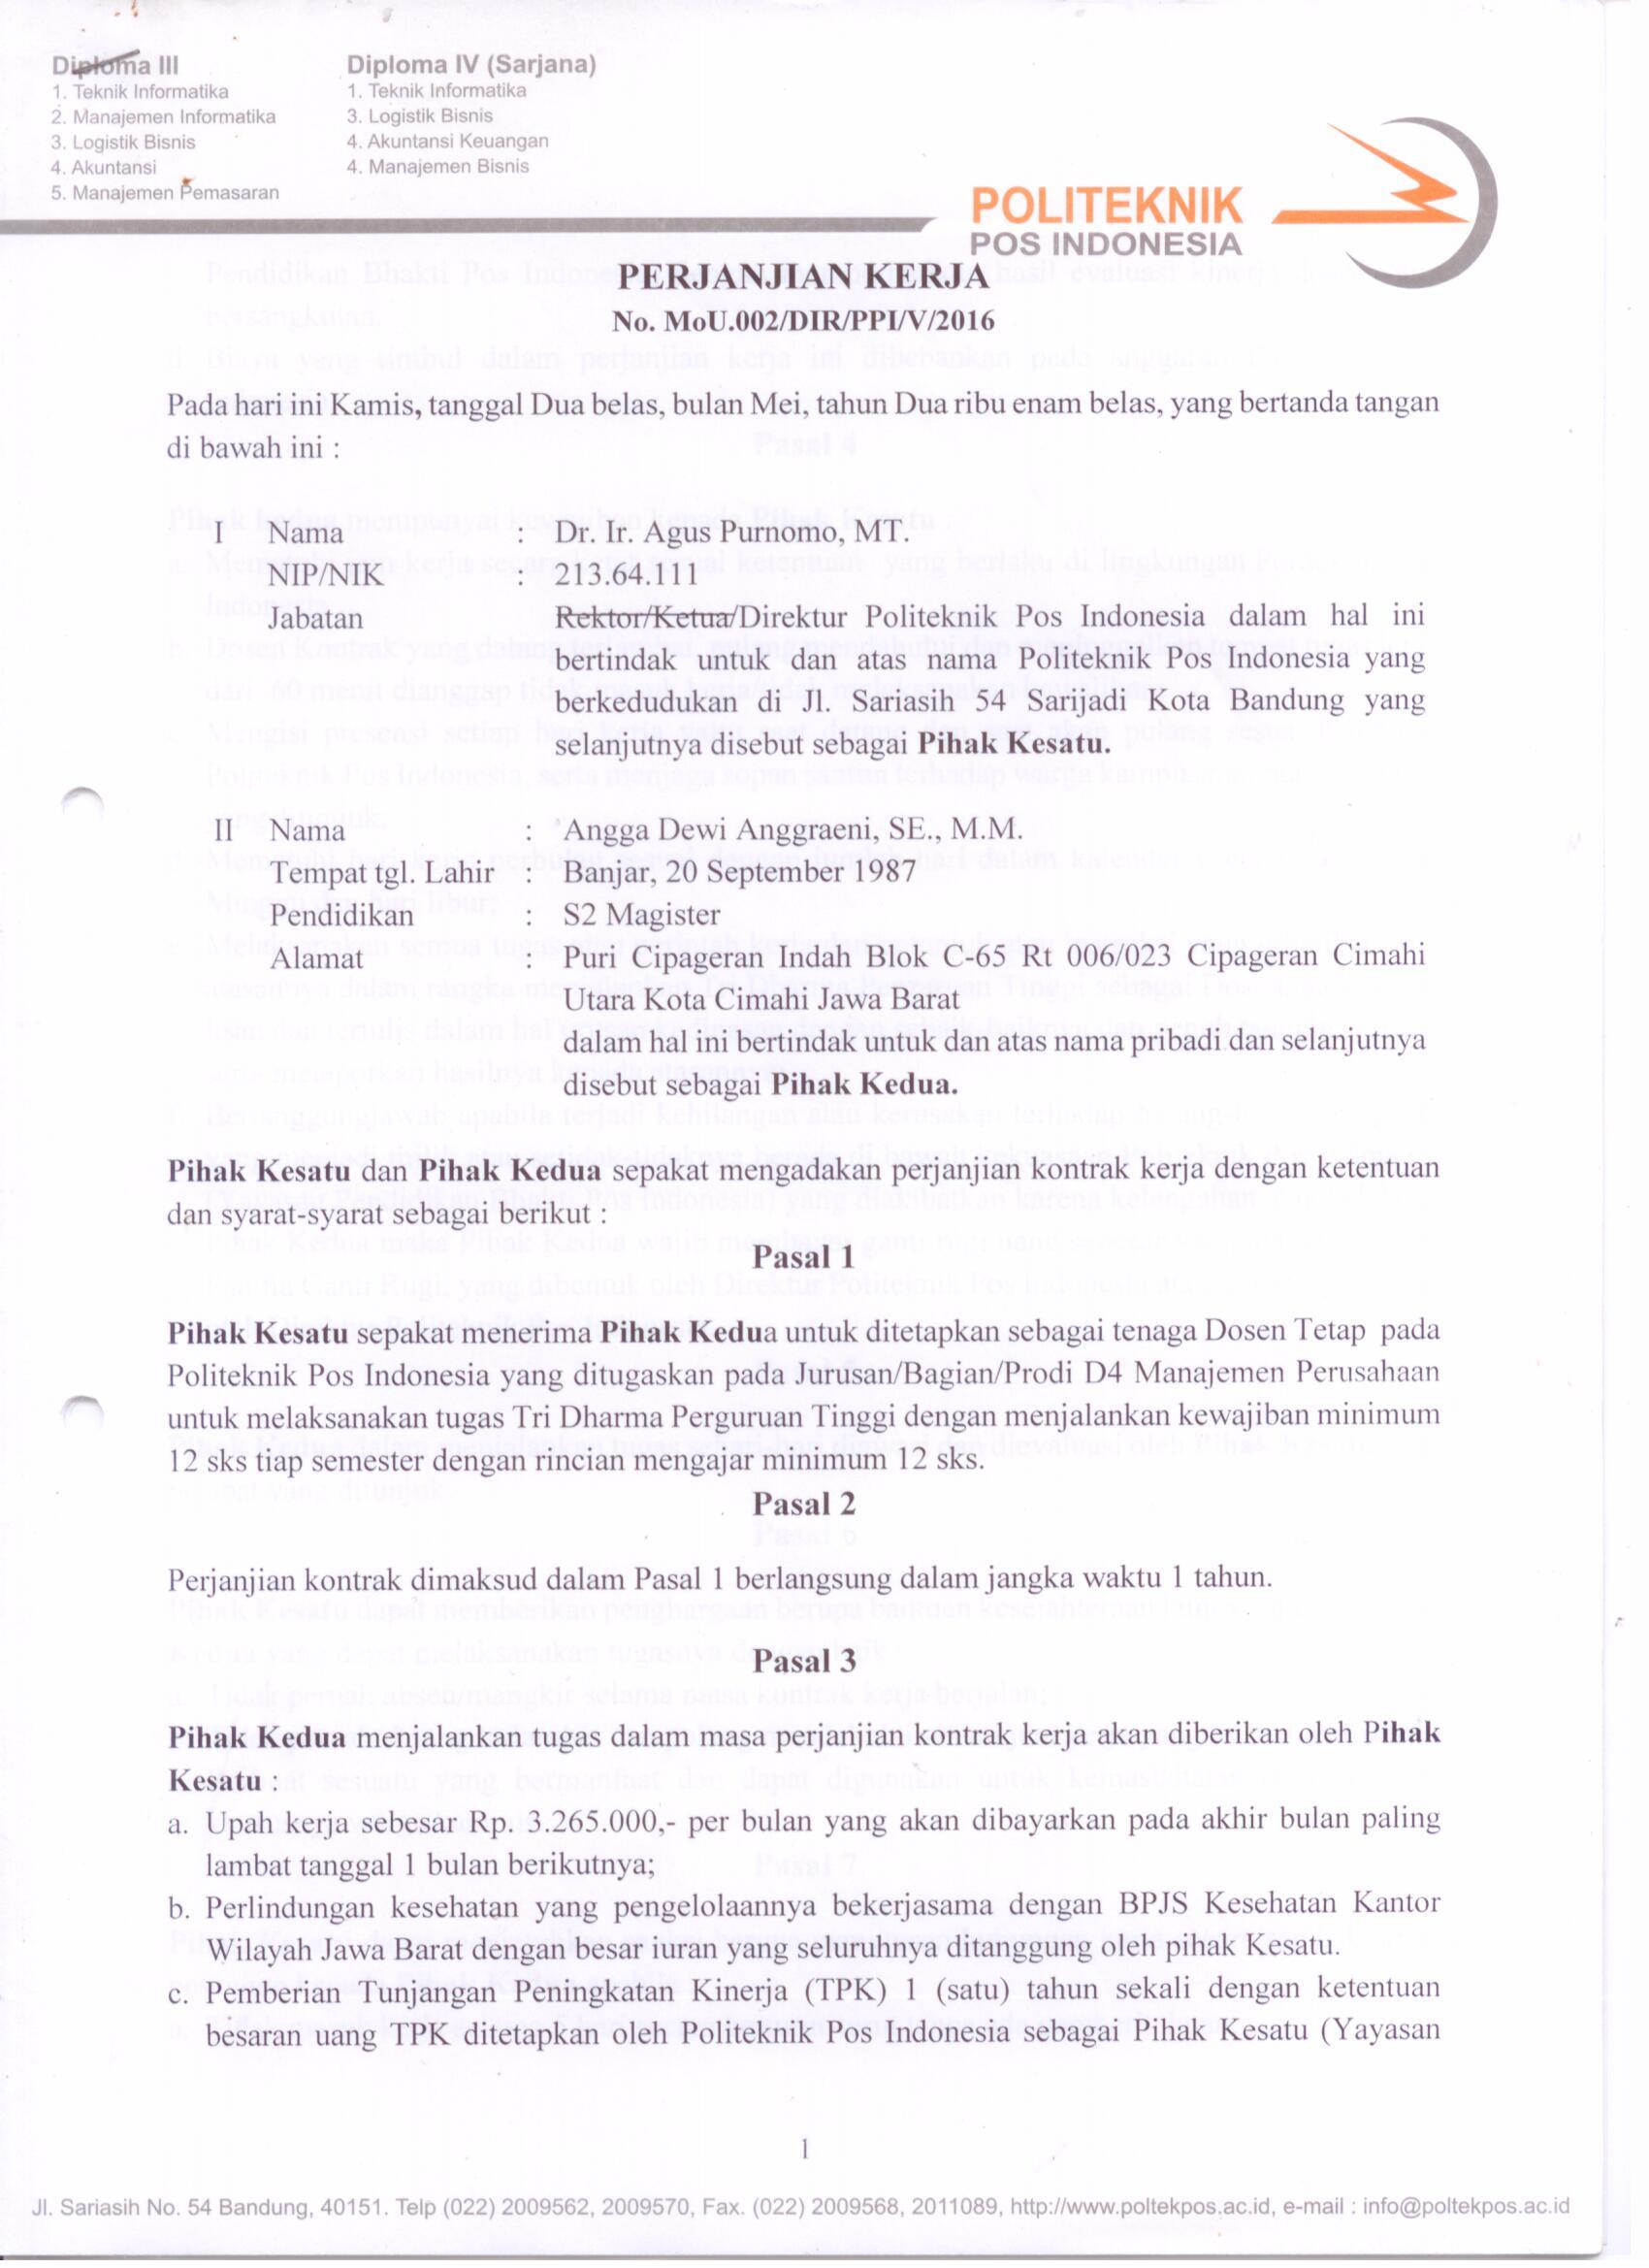 Diploma III
1. Teknik Informatika
2. Manajemen Informatika
3. Logistik Bisnis
4. Akuntansi
5. Manajemen Pemasaran
Diploma IV (Sarjana)
1. Teknik Informatika
3. Logistik Bisnis
4. Akuntansi Keuangan
4. Manajemen Bisnis
POLITEKNIK
POS INDONESIA
PERJANJIAN KERJA
No. MoU.002/DIR/PPI/V/2016
Pada hari ini Kamis, tanggal Dua belas, bulan Mei, tahun Dua ribu enam belas, yang bertanda tangan
di bawah ini :
I Nama : Dr. Ir. Agus Purnomo, MT.
NIP/NIK : 213.64.111
Jabatan Rektor/Ketua/Direktur Politeknik Pos Indonesia dalam hal ini
bertindak untuk dan atas nama Politeknik Pos Indonesia yang
berkedudukan di Jl. Sariasih 54 Sarijadi Kota Bandung yang
selanjutnya disebut sebagai Pihak Kesatu.
II Nama : Angga Dewi Anggraeni, SE., M.M.
Tempat tgl. Lahir : Banjar, 20 September 1987
Pendidikan : S2 Magister
Alamat : Puri Cipageran Indah Blok C-65 Rt 006/023 Cipageran Cimahi
Utara Kota Cimahi Jawa Barat
dalam hal ini bertindak untuk dan atas nama pribadi dan selanjutnya
disebut sebagai Pihak Kedua.
Pihak Kesatu dan Pihak Kedua sepakat mengadakan perjanjian kontrak kerja dengan ketentuan
dan syarat-syarat sebagai berikut :
Pasal 1
Pihak Kesatu sepakat menerima Pihak Kedua untuk ditetapkan sebagai tenaga Dosen Tetap pada
Politeknik Pos Indonesia yang ditugaskan pada Jurusan/Bagian/Prodi D4 Manajemen Perusahaan
untuk melaksanakan tugas Tri Dharma Perguruan Tinggi dengan menjalankan kewajiban minimum
12 sks tiap semester dengan rincian mengajar minimum 12 sks.
Pasal 2
Perjanjian kontrak dimaksud dalam Pasal 1 berlangsung dalam jangka waktu 1 tahun.
Pasal 3
Pihak Kedua menjalankan tugas dalam masa perjanjian kontrak kerja akan diberikan oleh Pihak
Kesatu :
a. Upah kerja sebesar Rp. 3.265.000,- per bulan yang akan dibayarkan pada akhir bulan paling
lambat tanggal 1 bulan berikutnya;
b. Perlindungan kesehatan yang pengelolaannya bekerjasama dengan BPJS Kesehatan Kantor
Wilayah Jawa Barat dengan besar iuran yang seluruhnya ditanggung oleh pihak Kesatu.
c. Pemberian Tunjangan Peningkatan Kinerja (TPK) 1 (satu) tahun sekali dengan ketentuan
besaran uang TPK ditetapkan oleh Politeknik Pos Indonesia sebagai Pihak Kesatu (Yayasan
1
Jl. Sariasih No. 54 Bandung, 40151. Telp (022) 2009562, 2009570, Fax. (022) 2009568, 2011089, http://www.poltekpos.ac.id, e-mail : info@poltekpos.ac.id